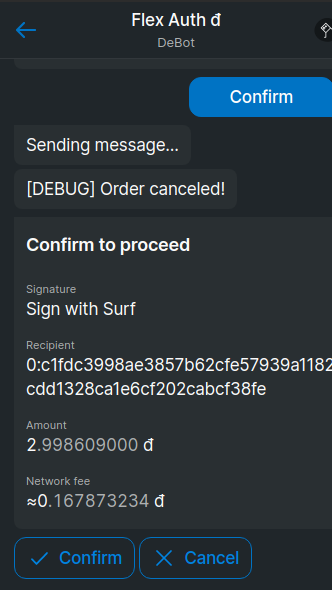 Flex Auth đ
DeBot
Confirm
Sending message...
[DEBUG] Order canceled!
Confirm to proceed
Signature
Sign with Surf
Recipient
0:c1fdc3998ae3857b62cfe57939a1182
cdd1328ca1e6cf202cabcf38fe
Amount
2.998609000 đ
Network fee
≈0.167873234 đ
Confirm
Cancel